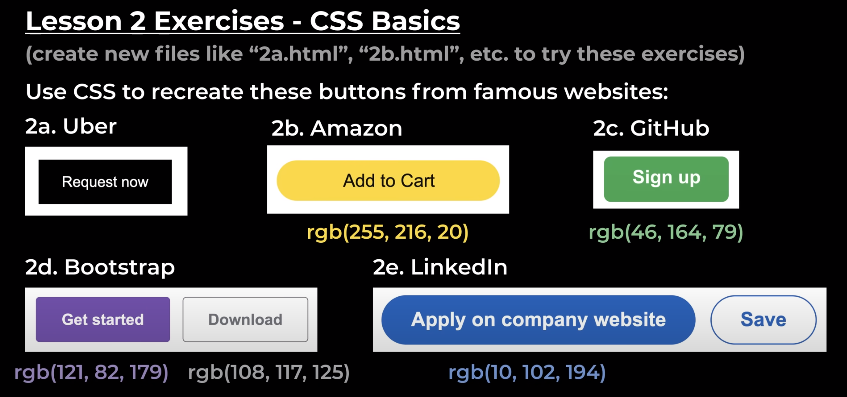 Lesson 2 Exercises - CSS Basics
(create new files like “2a.html”, “2b.html”, etc. to try these exercises)
Use CSS to recreate these buttons from famous websites:
2a. Uber
2b. Amazon
2c. GitHub
Request now
Add to Cart
Sign up
rgb(255, 216, 20)
rgb(46, 164, 79)
2d. Bootstrap
2e. LinkedIn
Get started
Download
Apply on company website
Save
rgb(121, 82, 179)
rgb(108, 117, 125)
rgb(10, 102, 194)